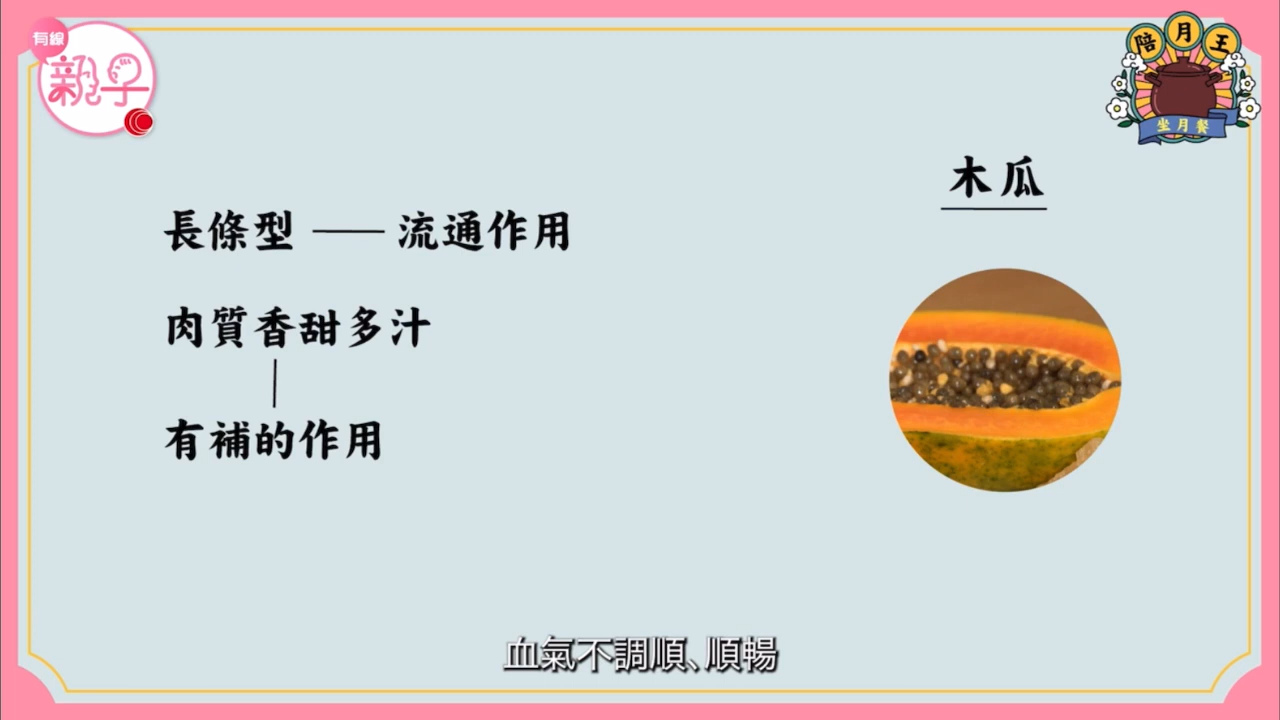 有線
親子
陪月王
坐月餐
木瓜
長條型 —— 流通作用
肉質香甜多汁
有補的作用
血氣不調順、順暢